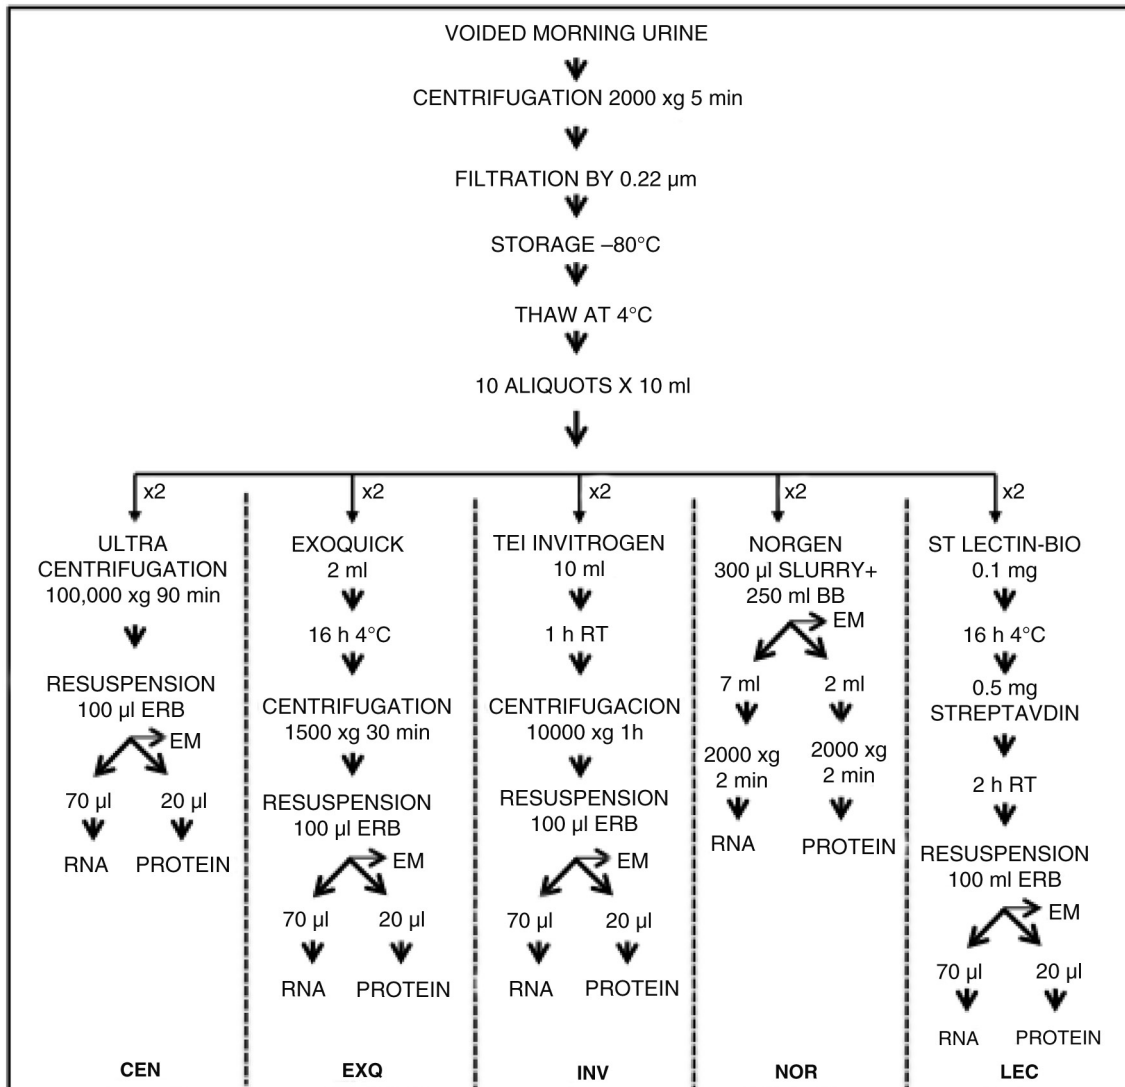 VOIDED MORNING URINE
CENTRIFUGATION 2000 xg 5 min
FILTRATION BY 0.22 µm
STORAGE –80°C
THAW AT 4°C
10 ALIQUOTS X 10 ml
x2
ULTRA
CENTRIFUGATION
100,000 xg 90 min
RESUSPENSION
100 µl ERB
EM
70 µl
20 µl
RNA
PROTEIN
CEN
x2
EXOQUICK
2 ml
16 h 4°C
CENTRIFUGATION
1500 xg 30 min
RESUSPENSION
100 µl ERB
EM
70 µl
20 µl
RNA
PROTEIN
EXQ
x2
TEI INVITROGEN
10 ml
1 h RT
CENTRIFUGACION
10000 xg 1h
RESUSPENSION
100 µl ERB
EM
70 µl
20 µl
RNA
PROTEIN
INV
x2
NORGEN
300 µl SLURRY+
250 ml BB
EM
7 ml
2 ml
2000 xg
2 min
2000 xg
2 min
RNA
PROTEIN
NOR
x2
ST LECTIN-BIO
0.1 mg
16 h 4°C
0.5 mg
STREPTAVDIN
2 h RT
RESUSPENSION
100 ml ERB
EM
70 µl
20 µl
RNA
PROTEIN
LEC